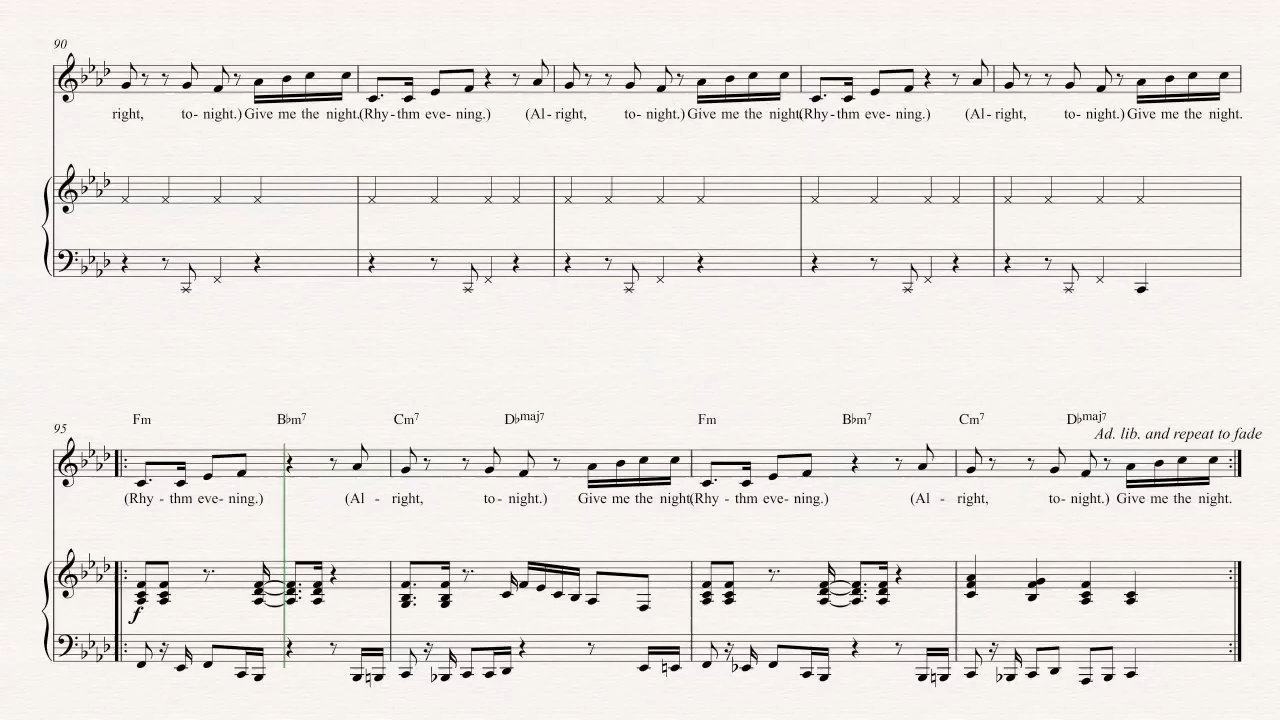 90
right, to- night.) Give me the night.(Rhy - thm eve- ning.) (Al - right, to- night.) Give me the night.(Rhy - thm eve- ning.) (Al - right, to- night.) Give me the night.
Fm B♭m7 Cm7 D♭maj7 Fm B♭m7 Cm7 D♭maj7
95
Ad. lib. and repeat to fade
(Rhy - thm eve- ning.) (Al - right, to- night.) Give me the night.(Rhy - thm eve- ning.) (Al - right, to- night.) Give me the night.
f